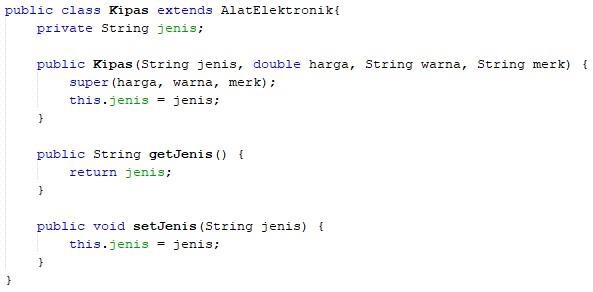 public class Kipas extends AlatElektronik{
private String jenis;
public Kipas(String jenis, double harga, String warna, String merk) {
super(harga, warna, merk);
this.jenis = jenis;
}
public String getJenis() {
return jenis;
}
public void setJenis(String jenis) {
this.jenis = jenis;
}
}